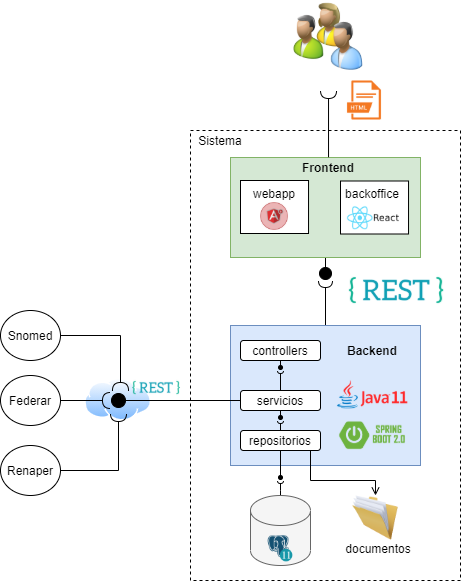 HTML
Sistema
Frontend
webapp
backoffice
React
{ REST }
Snomed
Federar
Renaper
{ REST }
controllers
Backend
servicios
Java 11
repositorios
SPRING
BOOT 2.0
11
documentos